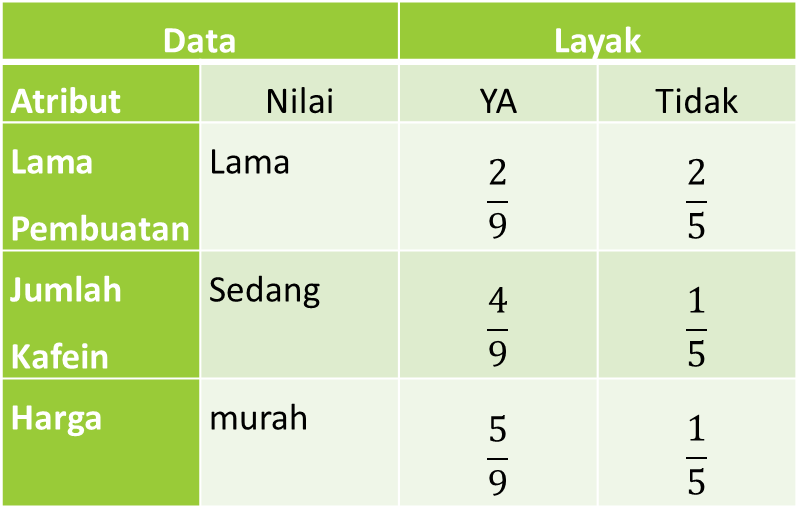 Data Layak
Atribut Nilai YA Tidak
Lama Pembuatan Lama 2/9 2/5
Jumlah Kafein Sedang 4/9 1/5
Harga murah 5/9 1/5